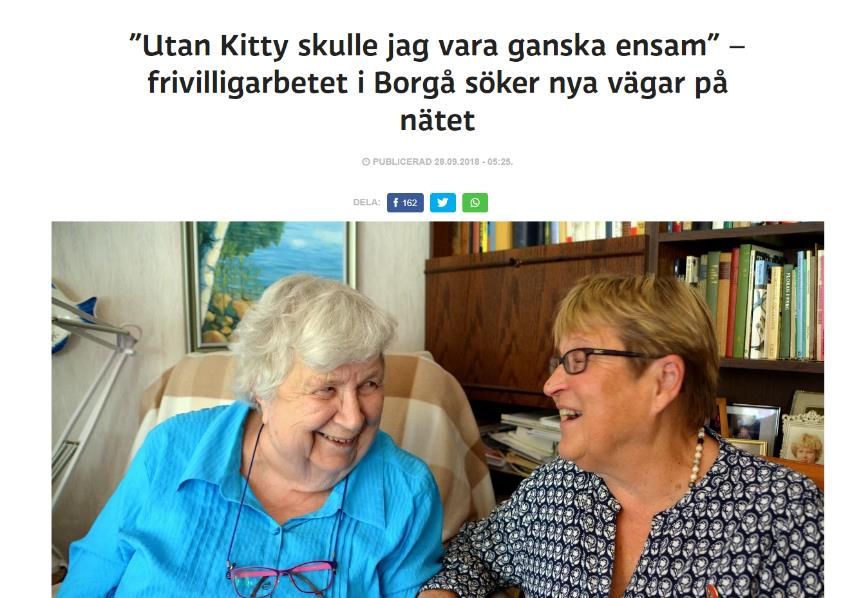 ”Utan Kitty skulle jag vara ganska ensam” –
frivilligarbetet i Borgå söker nya vägar på
nätet
PUBLICERAD 28.09.2018 - 05:25.
DELA: 162